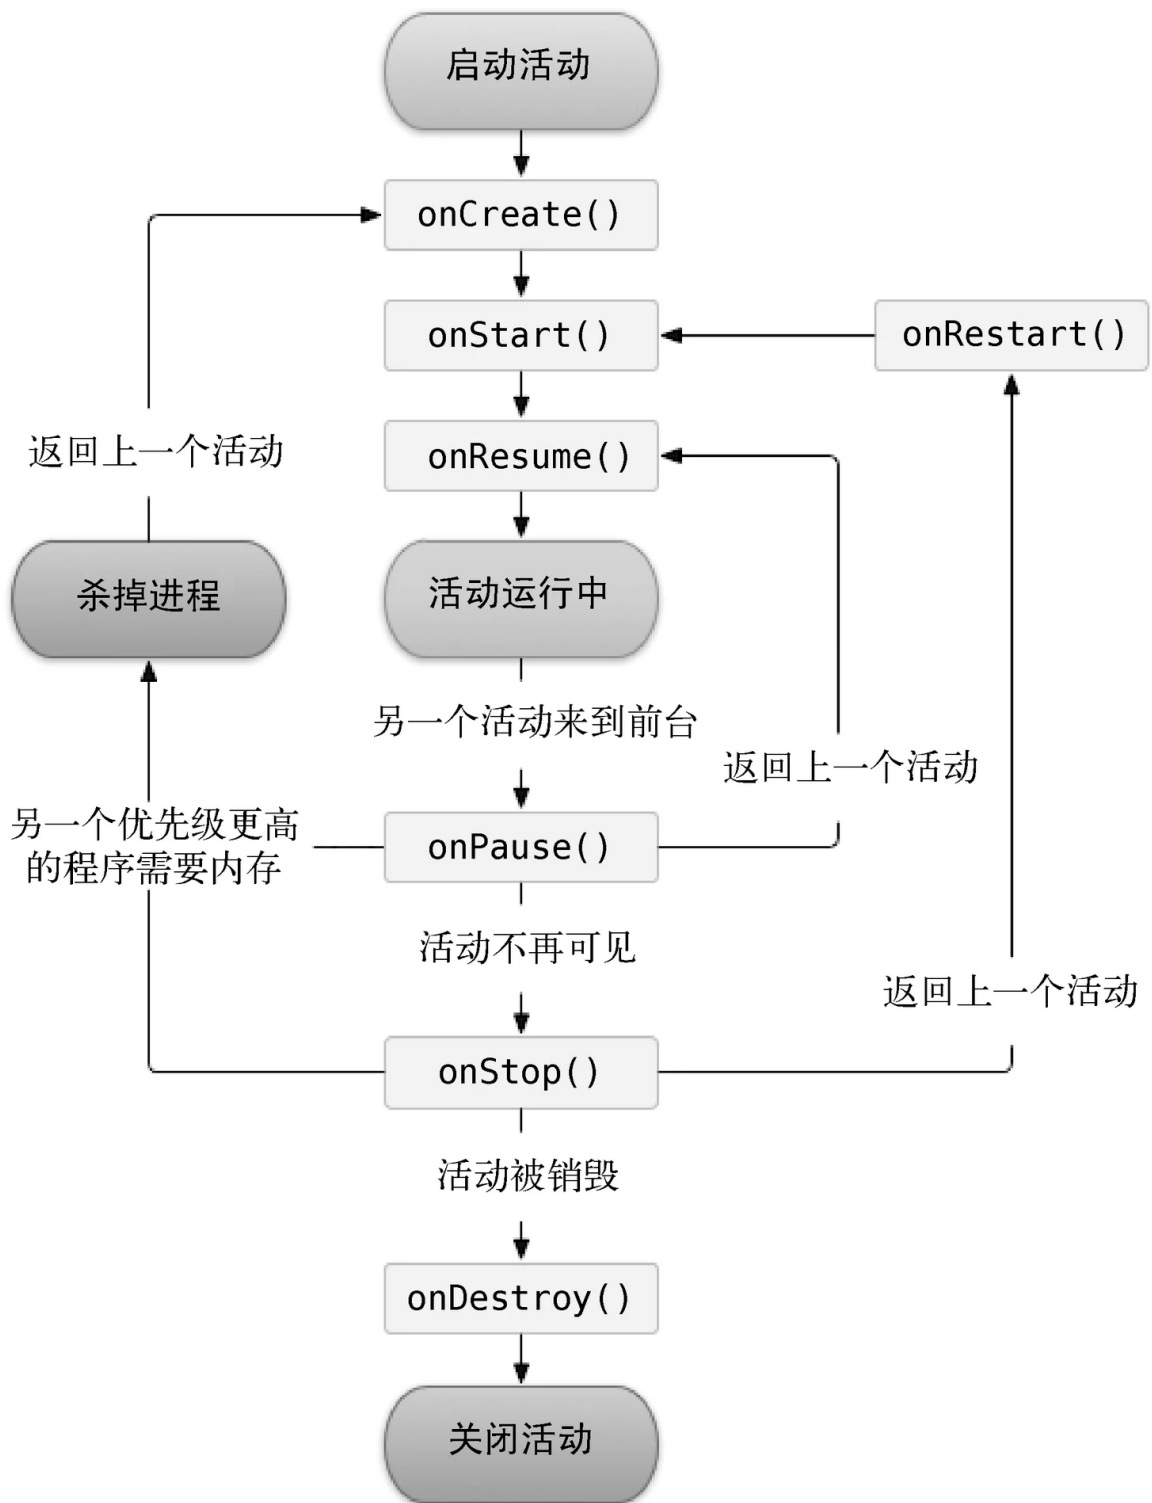 启动活动
onCreate()
onStart()
onRestart()
返回上一个活动
onResume()
杀掉进程
活动运行中
另一个活动来到前台
返回上一个活动
另一个优先级更高
的程序需要内存
onPause()
活动不再可见
返回上一个活动
onStop()
活动被销毁
onDestroy()
关闭活动